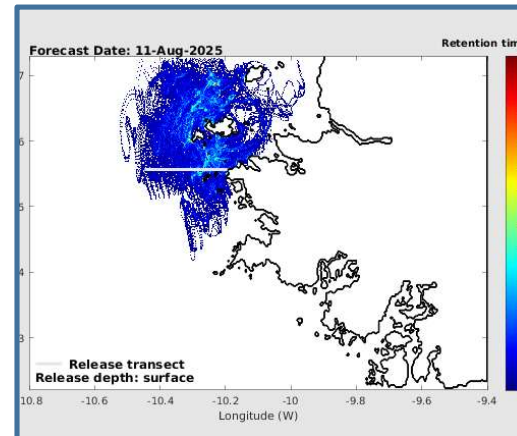 Forecast Date: 11-Aug-2025
Retention tim
7
6
5
4
3
2
Release transect
Release depth: surface
10.8
-10.6
-10.4
-10.2
-10
-9.8
-9.6
-9.4
Longitude (W)